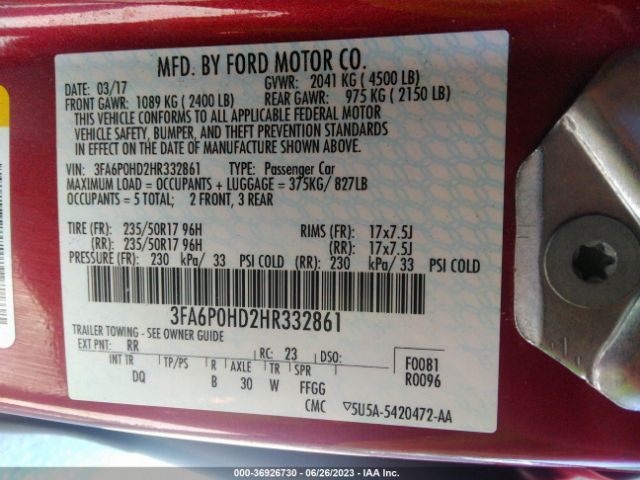 MFD. BY FORD MOTOR CO.
DATE: 03/17 GVWR: 2041 KG ( 4500 LB)
FRONT GAWR: 1089 KG ( 2400 LB) REAR GAWR: 975 KG ( 2150 LB)
THIS VEHICLE CONFORMS TO ALL APPLICABLE FEDERAL MOTOR
VEHICLE SAFETY, BUMPER, AND THEFT PREVENTION STANDARDS
IN EFFECT ON THE DATE OF MANUFACTURE SHOWN ABOVE.
VIN: 3FA6P0HD2HR332861 TYPE: Passenger Car
MAXIMUM LOAD = OCCUPANTS + LUGGAGE = 375KG/ 827LB
OCCUPANTS = 5 TOTAL; 2 FRONT, 3 REAR
TIRE (FR): 235/50R17 96H RIMS (FR): 17x7.5J
(RR): 235/50R17 96H (RR): 17x7.5J
PRESSURE (FR): 230 kPa/ 33 PSI COLD (RR): 230 kPa/ 33 PSI COLD
3FA6P0HD2HR332861
TRAILER TOWING - SEE OWNER GUIDE
EXT PNT: RR RC: 23 DSO: F0081
INT TR TP/PS R AXLE TR SPR R0096
DQ B 30 W FFGG
CMC ▽5U5A-5420472-AA
000-36926730 - 06/26/2023 - IAAI.COM